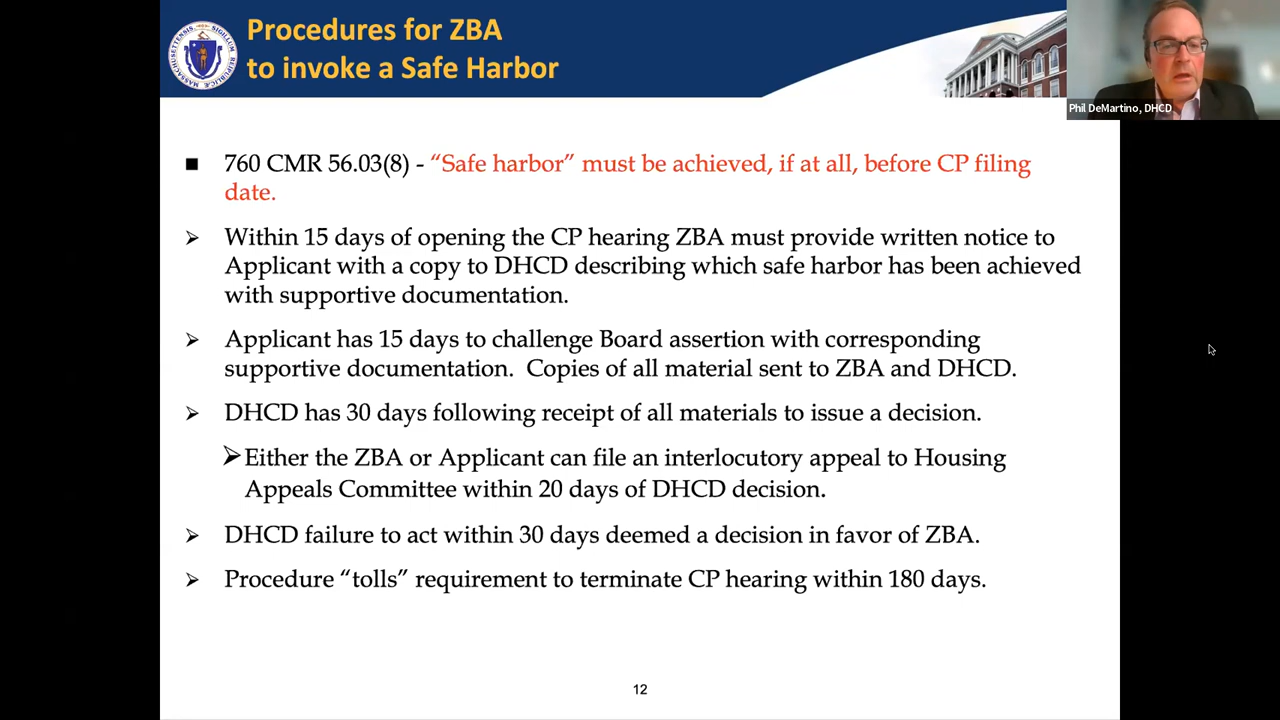 Procedures for ZBA
to invoke a Safe Harbor
Phil DeMartino, DHCD
■ 760 CMR 56.03(8) - “Safe harbor” must be achieved, if at all, before CP filing
date.
➢ Within 15 days of opening the CP hearing ZBA must provide written notice to
Applicant with a copy to DHCD describing which safe harbor has been achieved
with supportive documentation.
➢ Applicant has 15 days to challenge Board assertion with corresponding
supportive documentation.  Copies of all material sent to ZBA and DHCD.
➢ DHCD has 30 days following receipt of all materials to issue a decision.
➢Either the ZBA or Applicant can file an interlocutory appeal to Housing
Appeals Committee within 20 days of DHCD decision.
➢ DHCD failure to act within 30 days deemed a decision in favor of ZBA.
➢ Procedure “tolls” requirement to terminate CP hearing within 180 days.
12